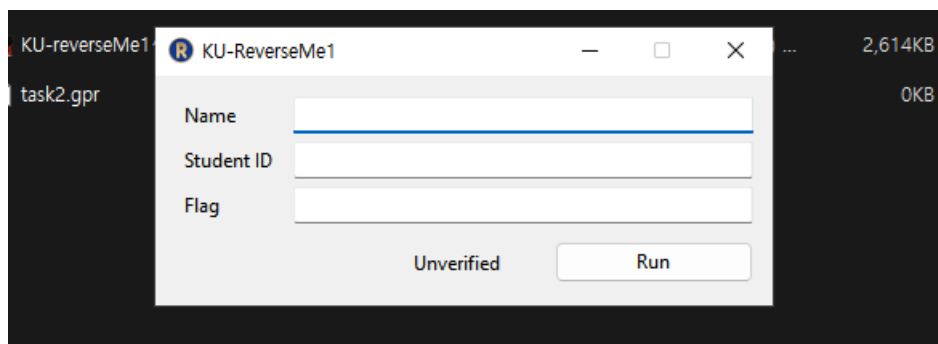 KU-reverseMe1
KU-ReverseMe1
...
2,614KB
task2.gpr
0KB
Name
Student ID
Flag
Unverified
Run